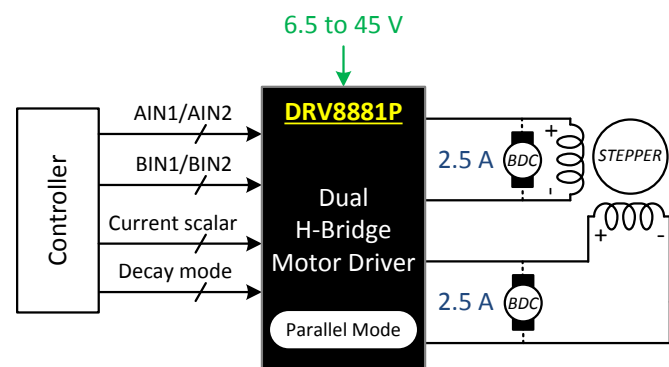 6.5 to 45 V
Controller
AIN1/AIN2
BIN1/BIN2
Current scalar
Decay mode
DRV8881P
Dual
H-Bridge
Motor Driver
Parallel Mode
2.5 A
BDC
+
-
STEPPER
+
-
2.5 A
BDC